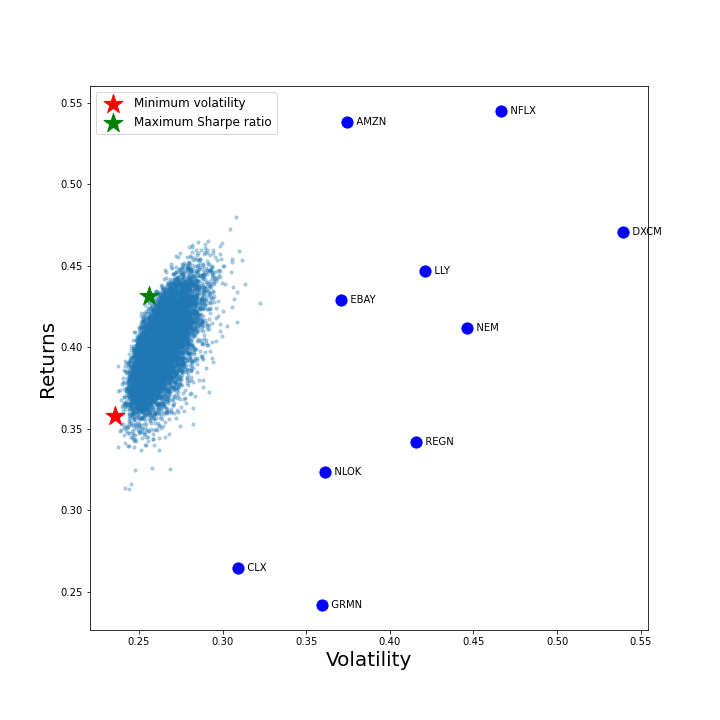 Minimum volatility
Maximum Sharpe ratio
0.55
0.50
0.45
0.40
0.35
0.30
0.25
Returns
NFLX
AMZN
DXCM
LLY
EBAY
NEM
REGN
NLOK
CLX
GRMN
0.25 0.30 0.35 0.40 0.45 0.50 0.55
Volatility